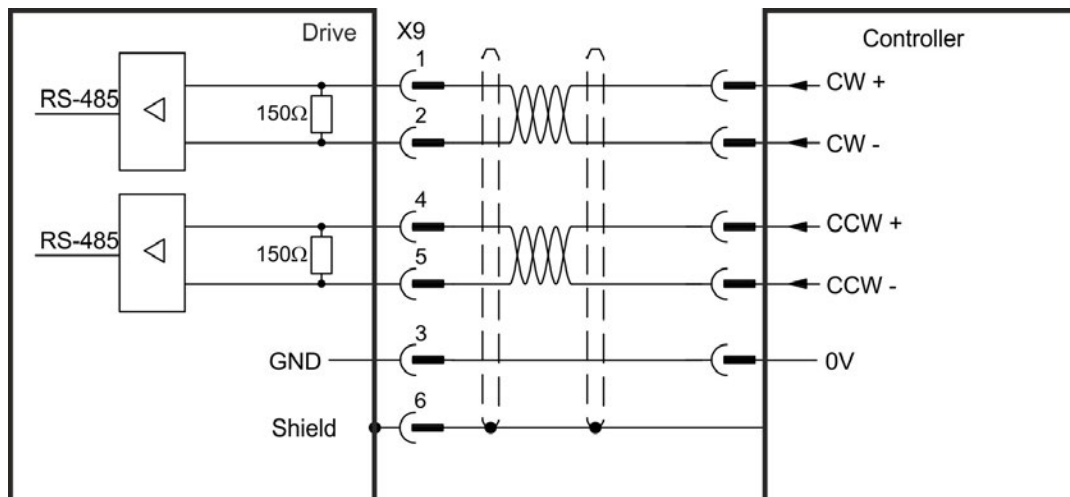 Drive
X9
Controller
1
CW +
RS-485
150Ω
2
CW -
4
CCW +
RS-485
150Ω
5
CCW -
3
GND
0V
6
Shield